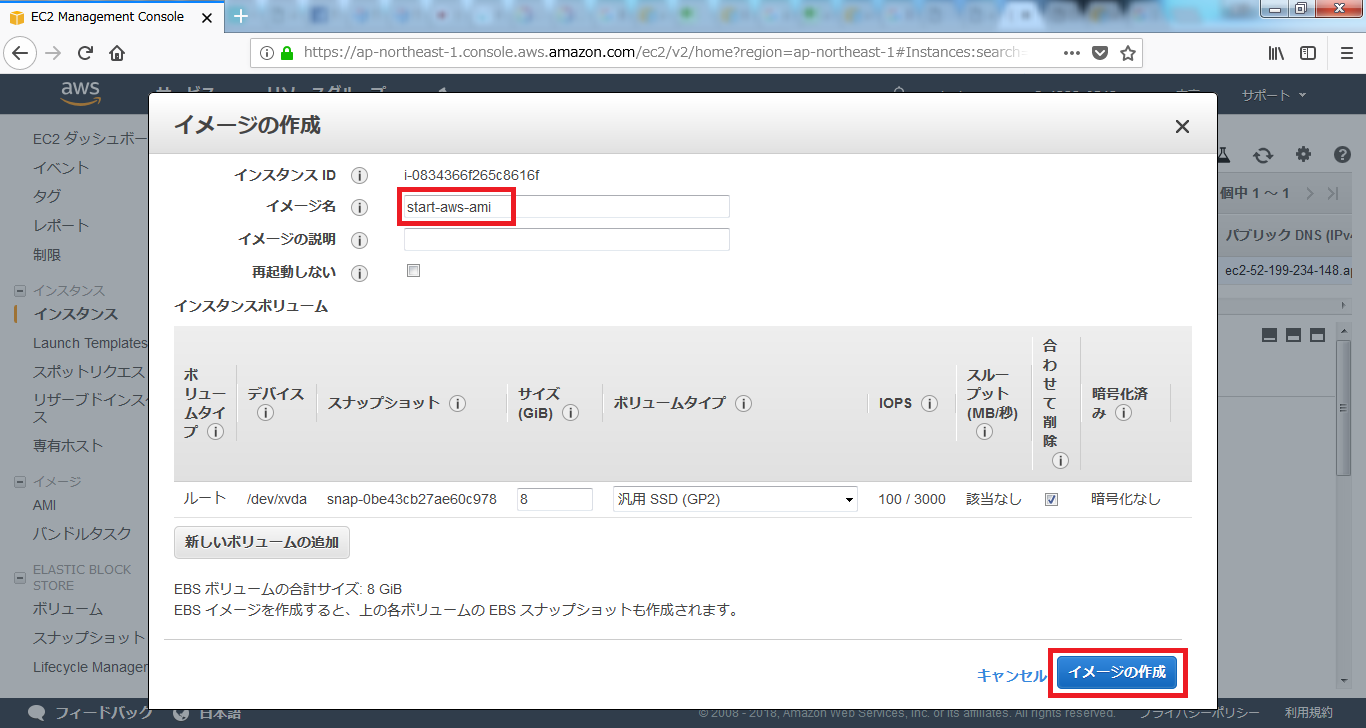 EC2 Management Console
https://ap-northeast-1.console.aws.amazon.com/ec2/v2/home?region=ap-northeast-1#Instances:search=
aws
サポート
EC2 ダッシュボー
イベント
タグ
レポート
制限
インスタンス
インスタンス
Launch Templates
スポットリクエス
リザーブドインス
ス
専有ホスト
イメージ
AMI
バンドルタスク
ELASTIC BLOCK
STORE
ボリューム
スナップショット
Lifecycle Manager
イメージの作成
インスタンス ID
i-0834366f265c8616f
イメージ名
start-aws-ami
イメージの説明
再起動しない
インスタンスボリューム
ボリュームタイプ
デバイス
スナップショット
サイズ (GiB)
ボリュームタイプ
IOPS
スループット (MB/秒)
合わせて削除
暗号化済み
ルート /dev/xvda snap-0be43cb27ae60c978 8 汎用 SSD (GP2) 100 / 3000 該当なし 暗号化なし
新しいボリュームの追加
EBS ボリュームの合計サイズ: 8 GiB
EBS イメージを作成すると、上の各ボリュームの EBS スナップショットも作成されます。
キャンセル
イメージの作成
個中 1 ~ 1
パブリック DNS (IPv4
ec2-52-199-234-148.ap
フィードバック
日本語
© 2008 - 2018, Amazon Web Services, Inc. or its affiliates. All rights reserved.
プライバシーポリシー
利用規約